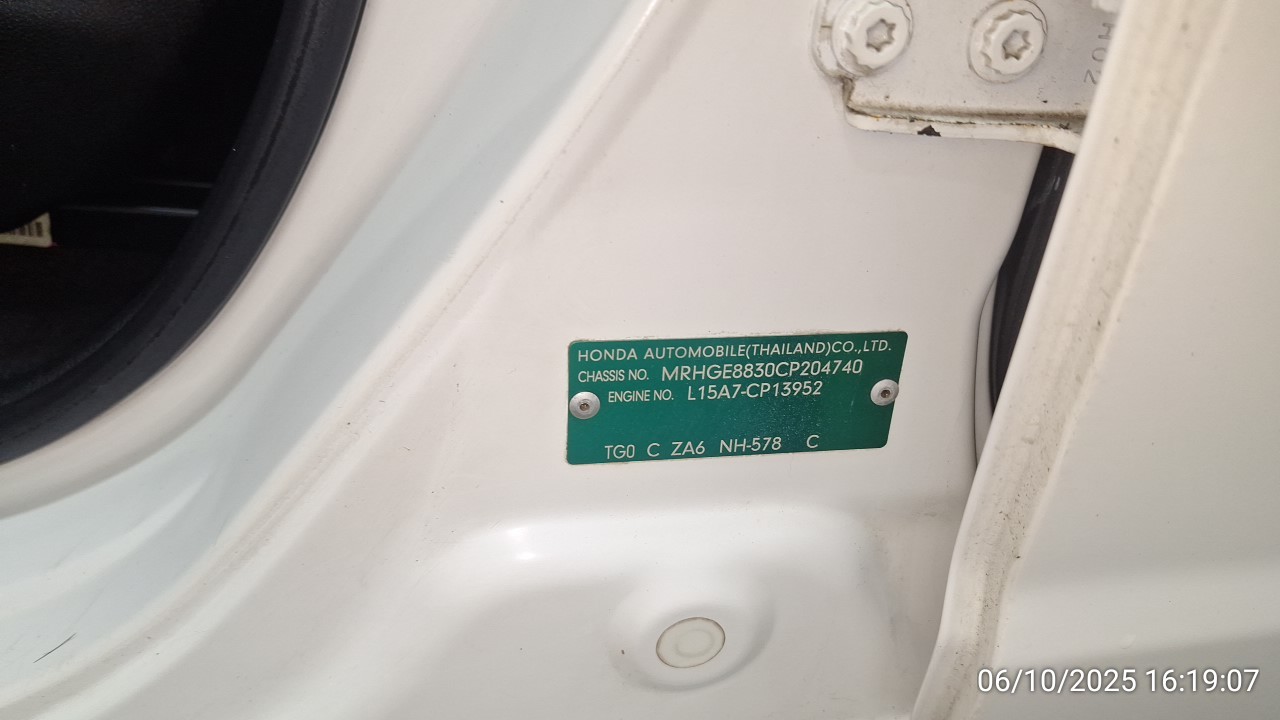 H02
HONDA AUTOMOBILE(THAILAND)CO.,LTD.
CHASSIS NO. MRHGE8830CP204740
ENGINE NO. L15A7-CP13952
TG0 C ZA6 NH-578 C
06/10/2025 16:19:07